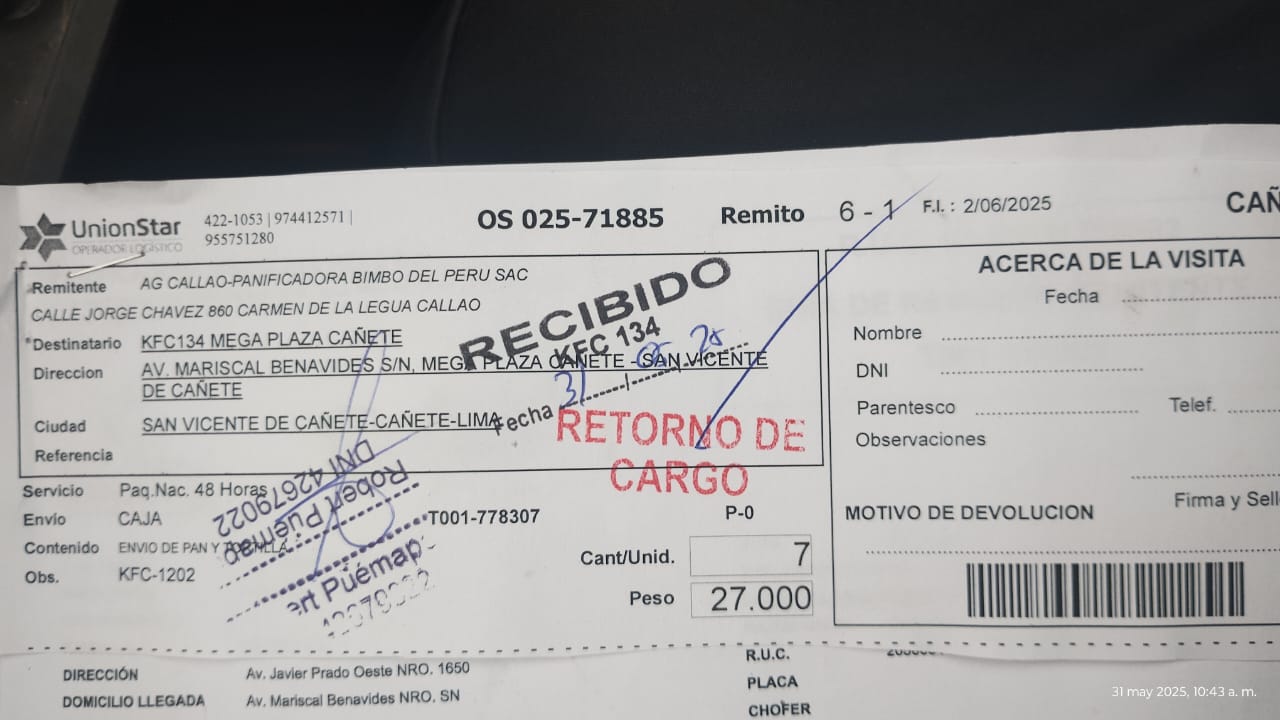 UnionStar
OPERADOR LOGÍSTICO
422-1053 | 974412571 |
955751280
OS 025-71885
Remito 6 - 1
F.I. : 2/06/2025
CAÑ
Remitente AG CALLAO-PANIFICADORA BIMBO DEL PERU SAC
CALLE JORGE CHAVEZ 860 CARMEN DE LA LEGUA CALLAO
Destinatario KFC134 MEGA PLAZA CAÑETE
Direccion AV. MARISCAL BENAVIDES S/N, MEGA PLAZA CAÑETE - SAN VICENTE
DE CAÑETE
Ciudad SAN VICENTE DE CAÑETE-CAÑETE-LIMA
Referencia
RECIBIDO
KFC 134
Fecha 31 / 05 / 25
RETORNO DE
CARGO
Servicio Paq.Nac. 48 Horas
Envío CAJA
T001-778307
P-0
Contenido ENVIO DE PAN Y
Obs. KFC-1202
Robert Puemap
DNI 42679022
ert Puemap
Cant/Unid. 7
Peso 27.000
ACERCA DE LA VISITA
Fecha
Nombre
DNI
Parentesco Telef.
Observaciones
Firma y Sell
MOTIVO DE DEVOLUCION
DIRECCIÓN Av. Javier Prado Oeste NRO. 1650
DOMICILIO LLEGADA Av. Mariscal Benavides NRO. SN
R.U.C.
PLACA
CHOFER
31 may 2025, 10:43 a. m.